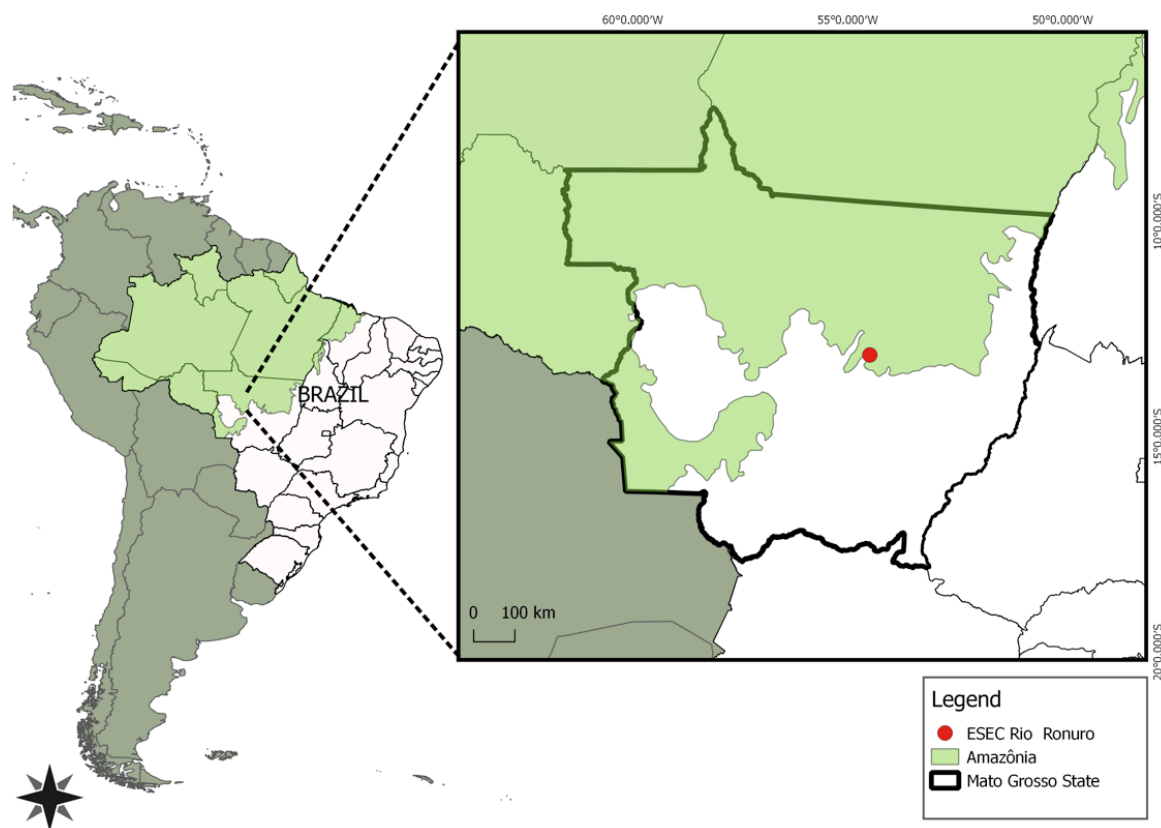 60°0.000'W 55°0.000'W 50°0.000'W
10°0.000'S
15°0.000'S
20°0.000'S
BRAZIL
0 100 km
Legend
ESEC Rio Ronuro
Amazônia
Mato Grosso State